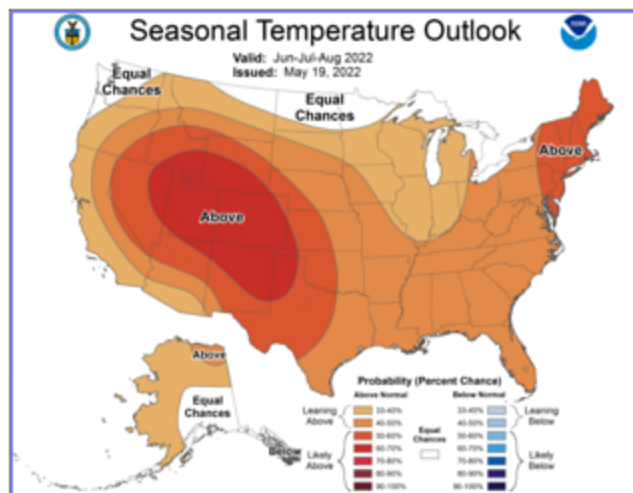 Seasonal Temperature Outlook
Valid: Jun-Jul-Aug 2022
Issued: May 19, 2022
Equal
Chances
Equal
Chances
Above
Above
Above
Equal
Chances
Below
Probability (Percent Chance)
Above Normal
Below Normal
Leaning
Above
33-40%
40-50%
Likely
Above
50-60%
60-70%
70-80%
80-90%
90-100%
Equal
Chances
33-40%
40-50%
Leaning
Below
50-60%
60-70%
70-80%
80-90%
90-100%
Likely
Below